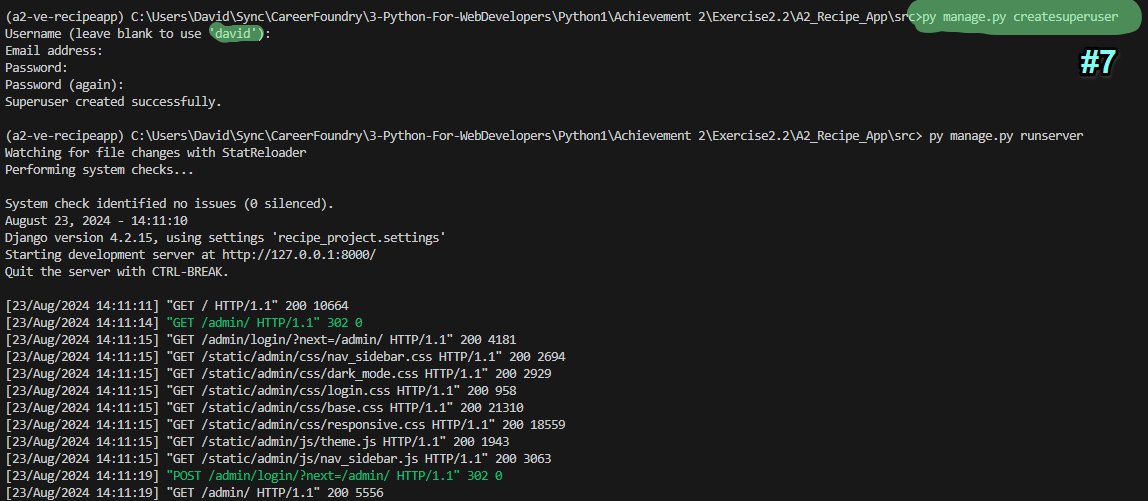 (a2-ve-recipeapp) C:\Users\David\Sync\CareerFoundry\3-Python-For-WebDevelopers\Python1\Achievement 2\Exercise2.2\A2_Recipe_App\src>py manage.py createsuperuser
Username (leave blank to use 'david'):
Email address:
#7
Password:
Password (again):
Superuser created successfully.
(a2-ve-recipeapp) C:\Users\David\Sync\CareerFoundry\3-Python-For-WebDevelopers\Python1\Achievement 2\Exercise2.2\A2_Recipe_App\src> py manage.py runserver
Watching for file changes with StatReloader
Performing system checks...
System check identified no issues (0 silenced).
August 23, 2024 - 14:11:10
Django version 4.2.15, using settings 'recipe_project.settings'
Starting development server at http://127.0.0.1:8000/
Quit the server with CTRL-BREAK.
[23/Aug/2024 14:11:11] "GET / HTTP/1.1" 200 10664
[23/Aug/2024 14:11:14] "GET /admin/ HTTP/1.1" 302 0
[23/Aug/2024 14:11:15] "GET /admin/login/?next=/admin/ HTTP/1.1" 200 4181
[23/Aug/2024 14:11:15] "GET /static/admin/css/nav_sidebar.css HTTP/1.1" 200 2694
[23/Aug/2024 14:11:15] "GET /static/admin/css/dark_mode.css HTTP/1.1" 200 2929
[23/Aug/2024 14:11:15] "GET /static/admin/css/login.css HTTP/1.1" 200 958
[23/Aug/2024 14:11:15] "GET /static/admin/css/base.css HTTP/1.1" 200 21310
[23/Aug/2024 14:11:15] "GET /static/admin/css/responsive.css HTTP/1.1" 200 18559
[23/Aug/2024 14:11:15] "GET /static/admin/js/theme.js HTTP/1.1" 200 1943
[23/Aug/2024 14:11:15] "GET /static/admin/js/nav_sidebar.js HTTP/1.1" 200 3063
[23/Aug/2024 14:11:19] "POST /admin/login/?next=/admin/ HTTP/1.1" 302 0
[23/Aug/2024 14:11:19] "GET /admin/ HTTP/1.1" 200 5556